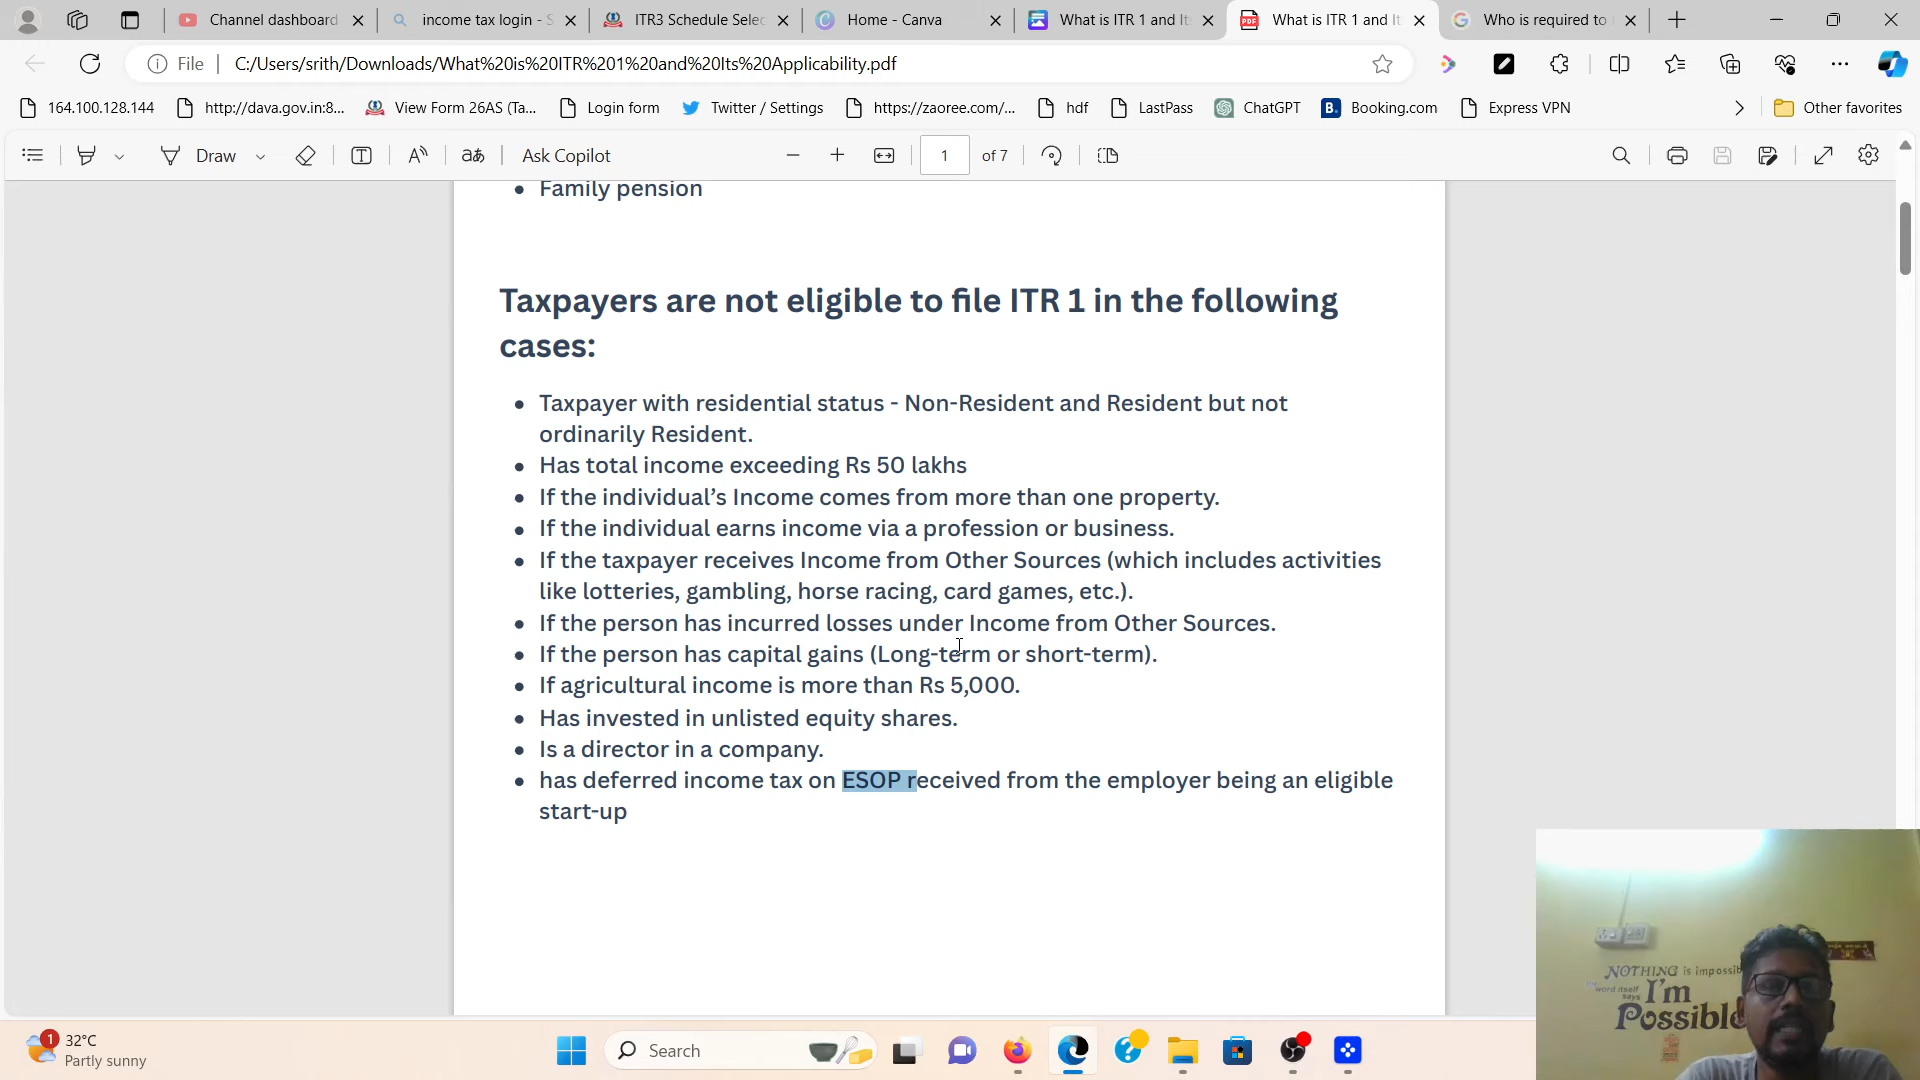 Channel dashboard
income tax login - S
ITR3 Schedule Selec
Home - Canva
What is ITR 1 and It
What is ITR 1 and It
Who is required to
File
C:/Users/srith/Downloads/What%20is%20ITR%201%20and%20Its%20Applicability.pdf
164.100.128.144
http://dava.gov.in:8...
View Form 26AS (Ta...
Login form
Twitter / Settings
https://zaoree.com/...
hdf
LastPass
ChatGPT
B.
Booking.com
Express VPN
Other favorites
Draw
Ask Copilot
1
of 7
Family pension
Taxpayers are not eligible to file ITR 1 in the following
cases:
• Taxpayer with residential status - Non-Resident and Resident but not
ordinarily Resident.
• Has total income exceeding Rs 50 lakhs
• If the individual’s Income comes from more than one property.
• If the individual earns income via a profession or business.
• If the taxpayer receives Income from Other Sources (which includes activities
like lotteries, gambling, horse racing, card games, etc.).
• If the person has incurred losses under Income from Other Sources.
• If the person has capital gains (Long-term or short-term).
• If agricultural income is more than Rs 5,000.
• Has invested in unlisted equity shares.
• Is a director in a company.
• has deferred income tax on ESOP received from the employer being an eligible
start-up
NOTHING is impossib
word itself
says
I'm
Possible
1
32°C
Partly sunny
Search